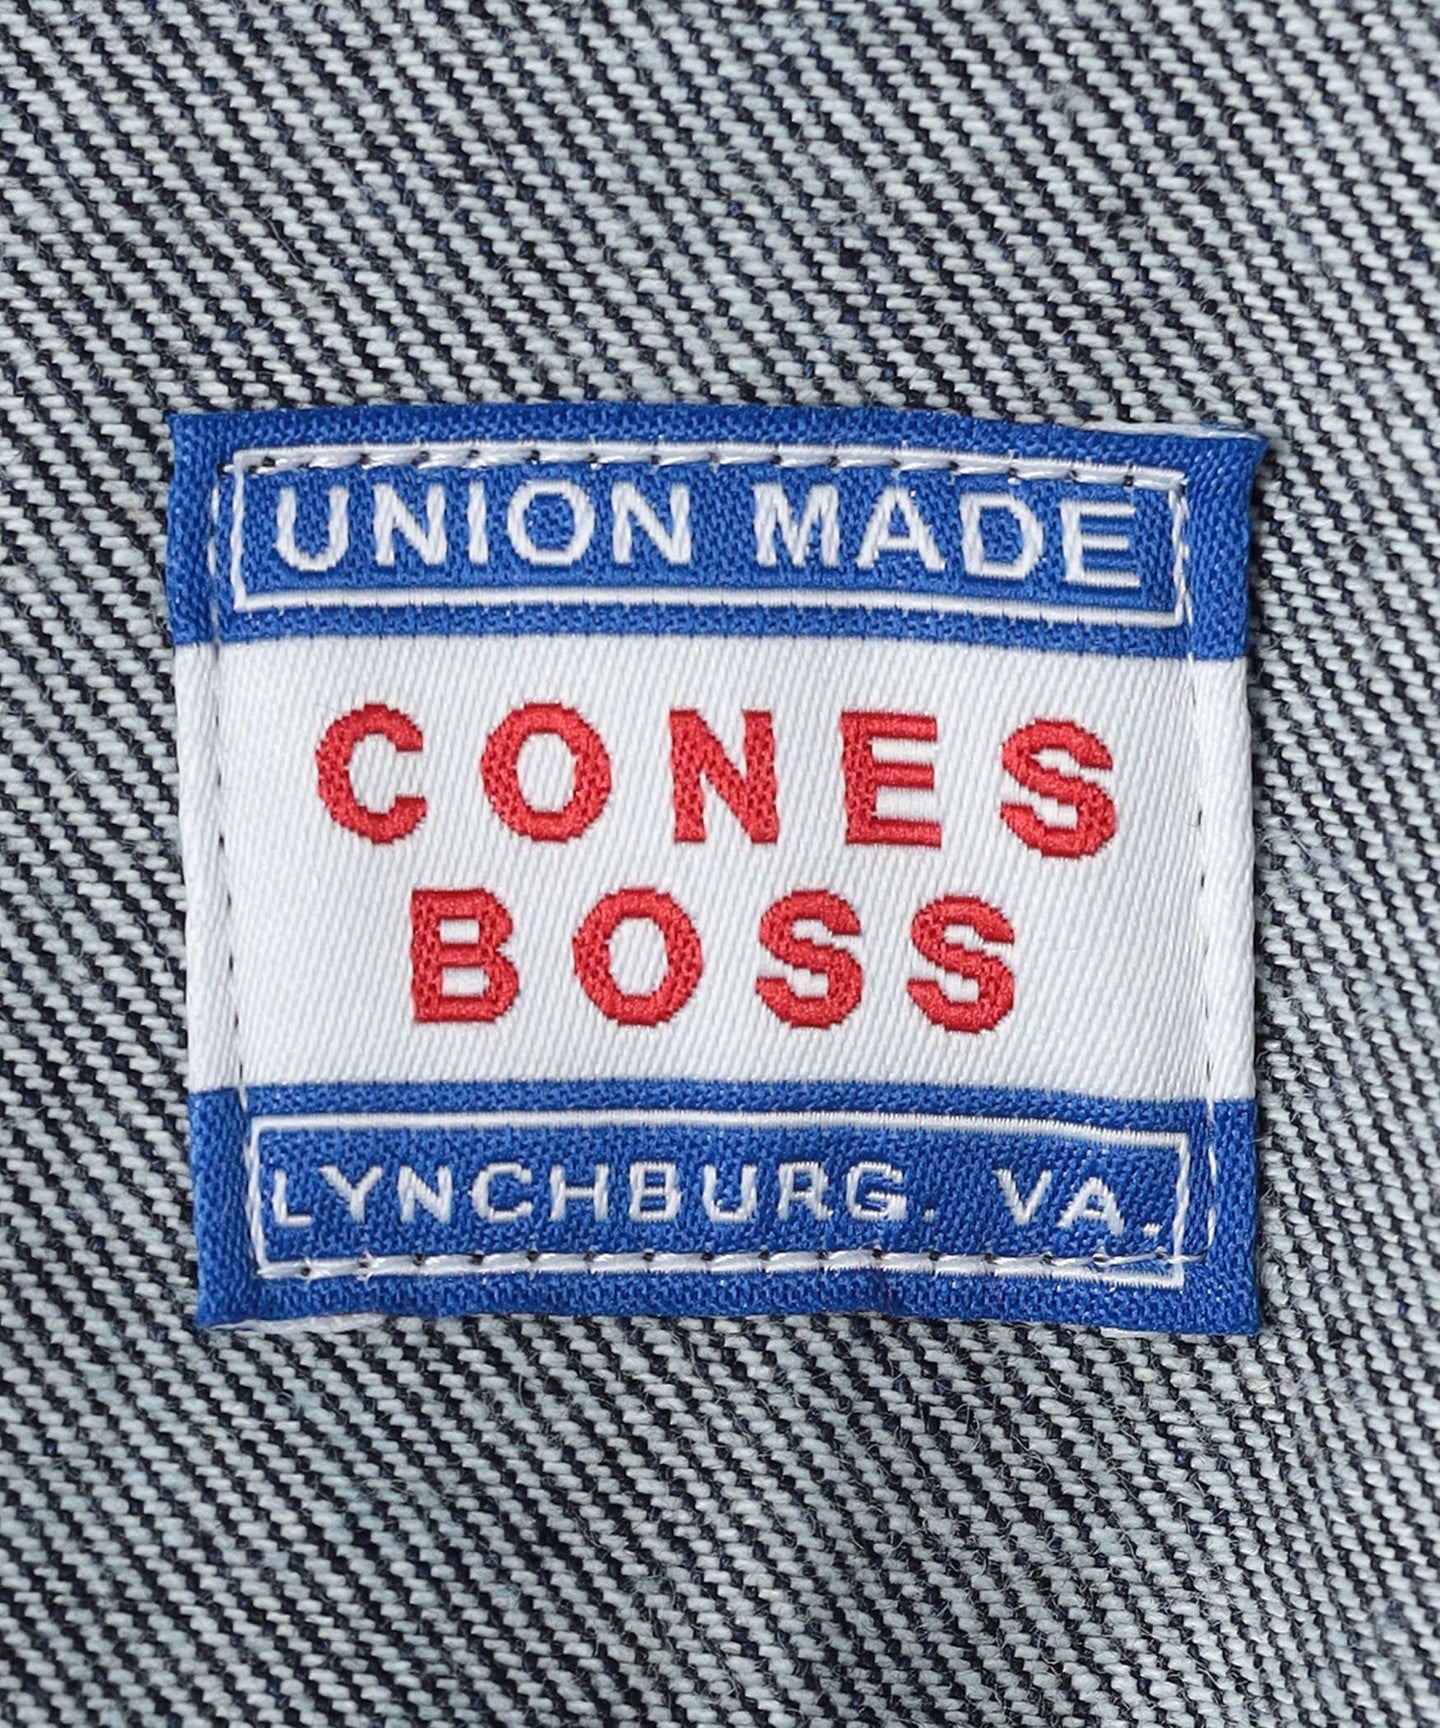 UNION MADE
CONES
BOSS
LYNCHBURG. VA.